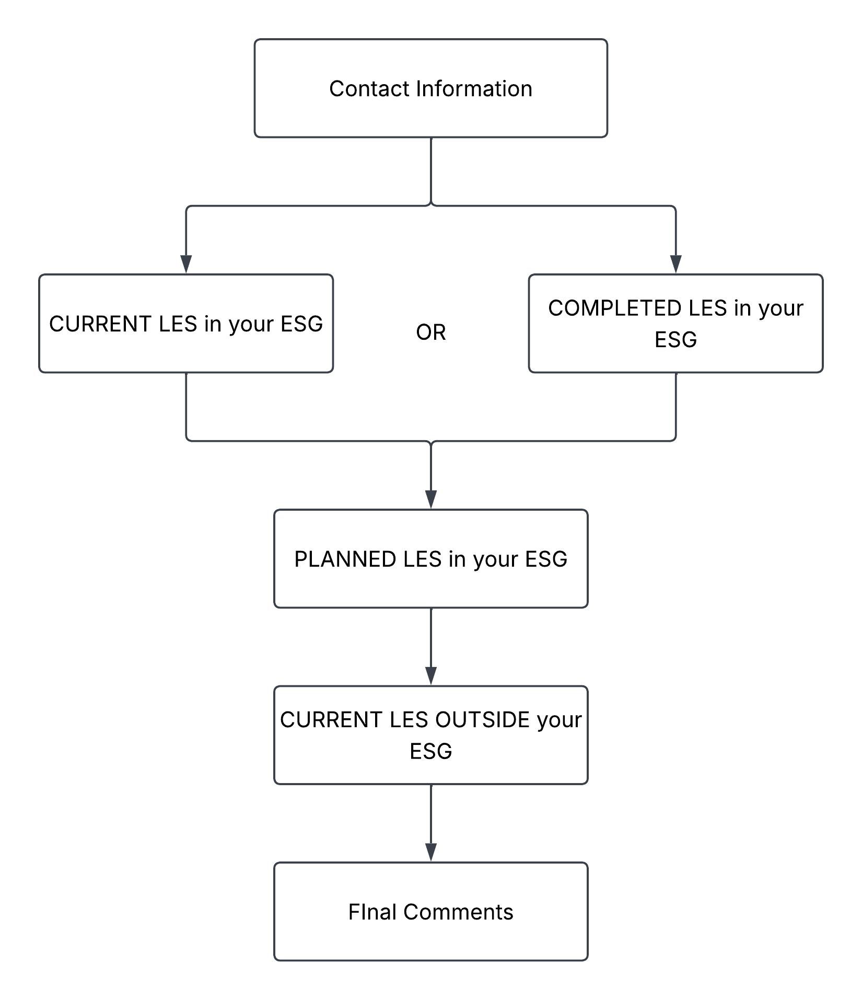 Contact Information
CURRENT LES in your ESG
OR
COMPLETED LES in your
ESG
PLANNED LES in your ESG
CURRENT LES OUTSIDE your
ESG
FInal Comments